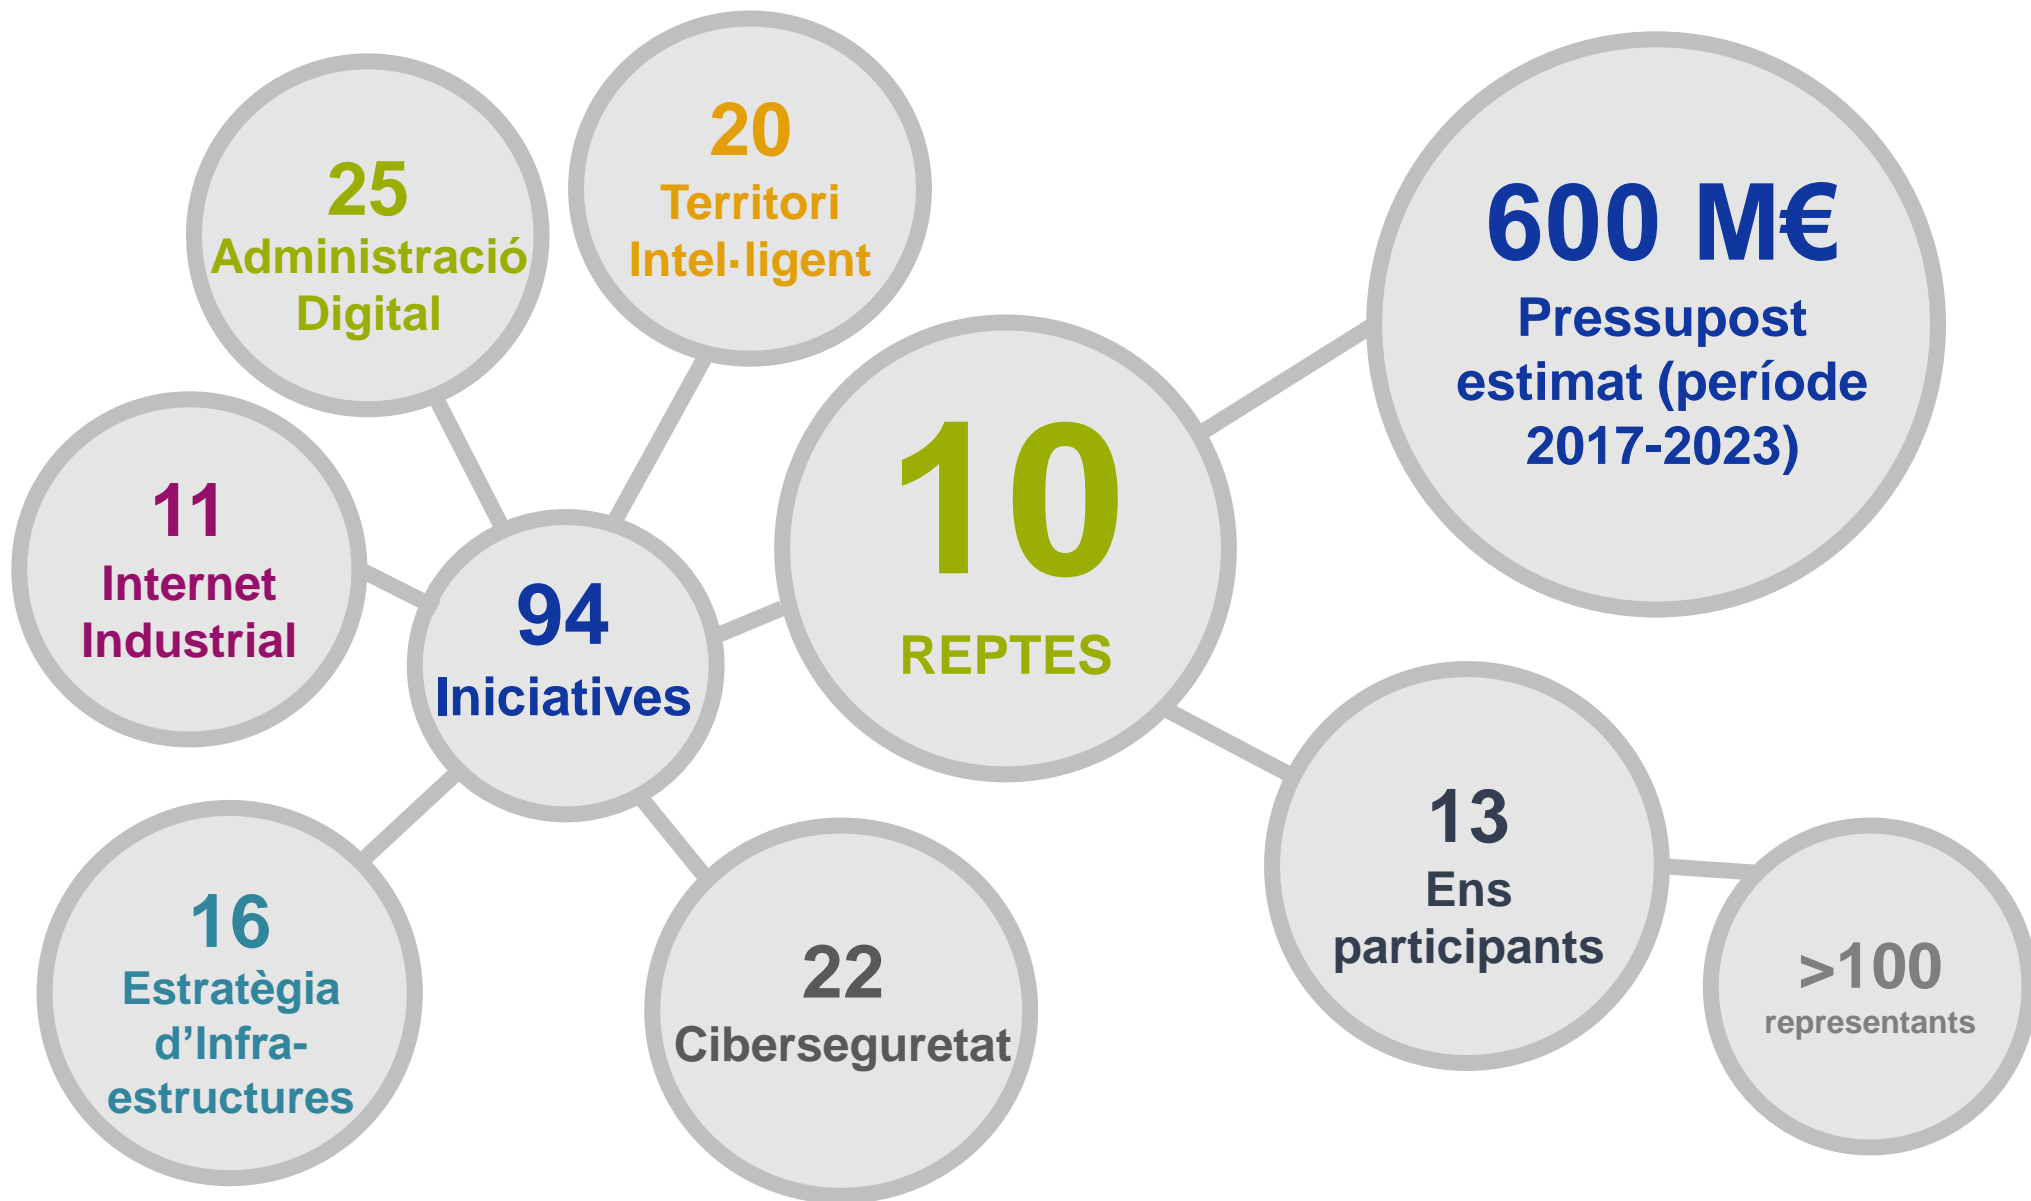 25
Administració
Digital
20
Territori
Intel·ligent
600 M€
Pressupost
estimat (període
2017-2023)
11
Internet
Industrial
94
Iniciatives
10
REPTES
16
Estratègia
d’Infra-
estructures
22
Ciberseguretat
13
Ens
participants
>100
representants